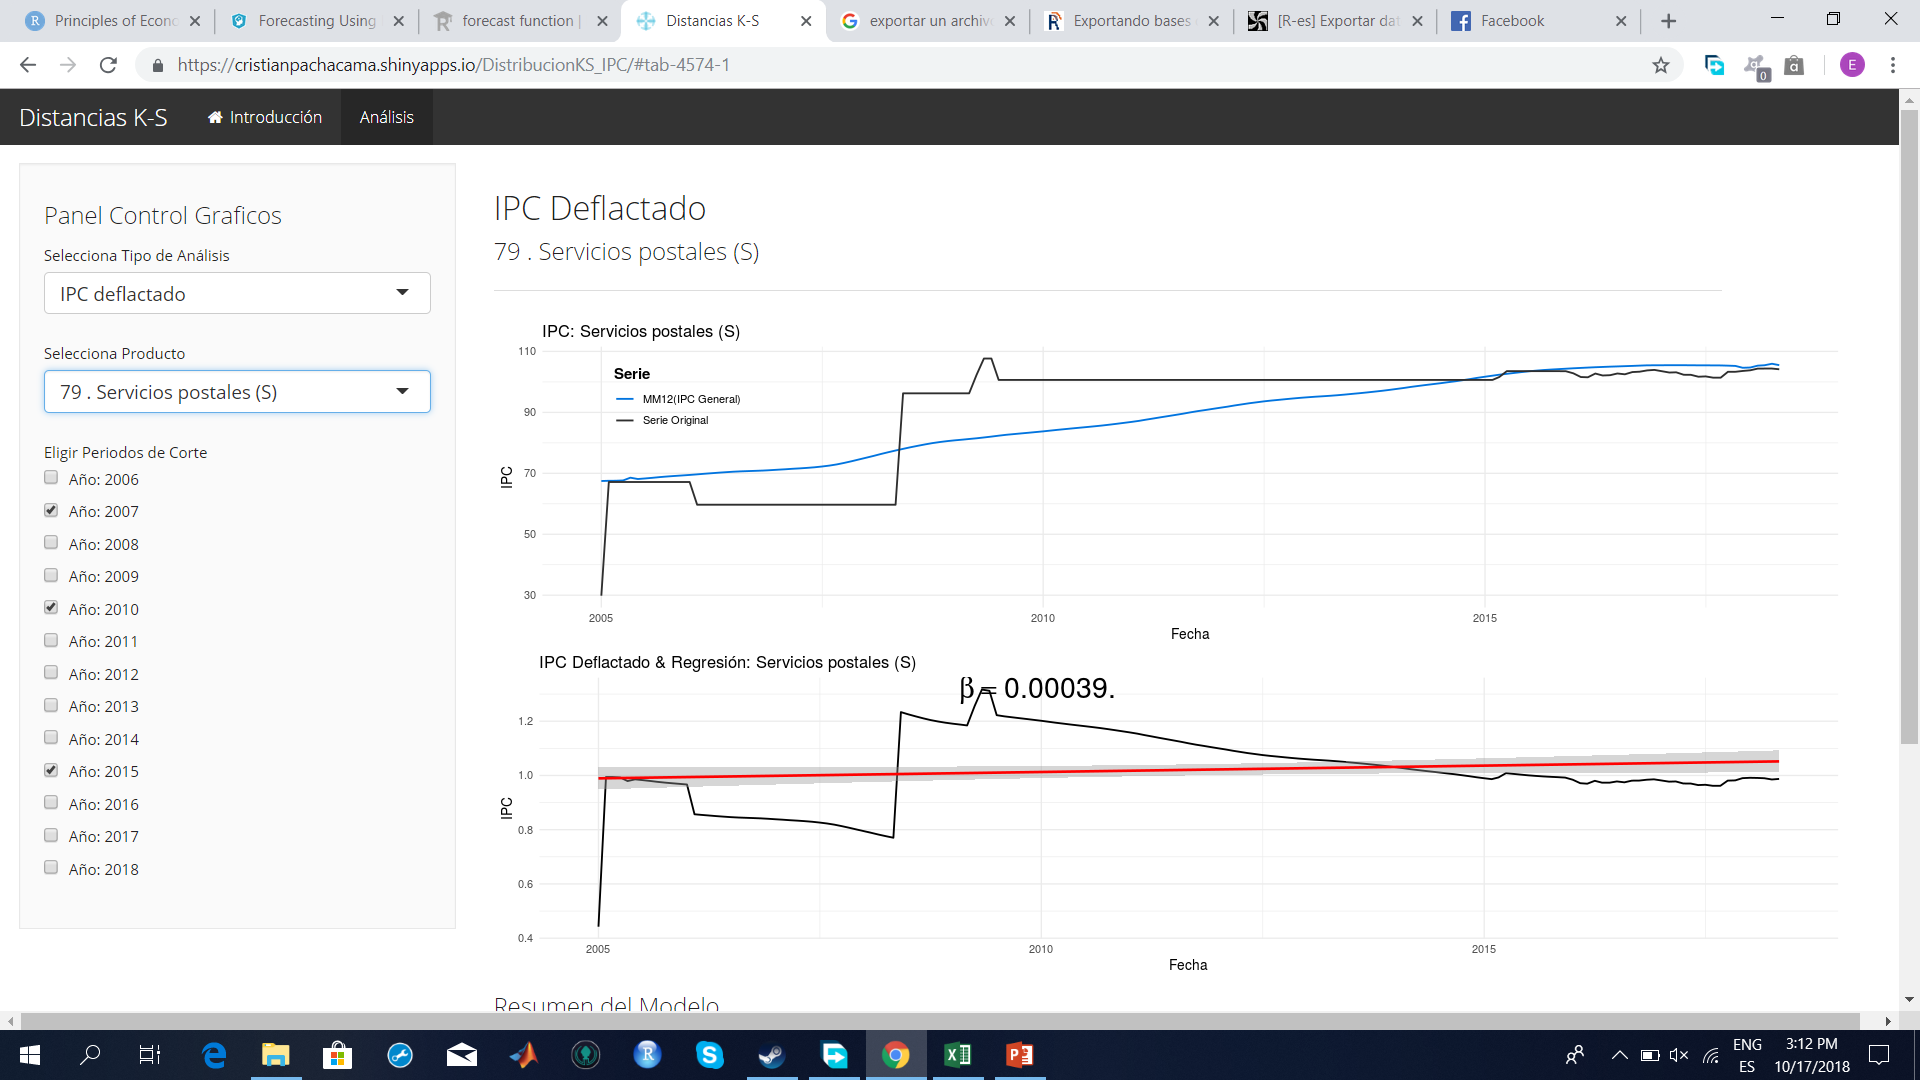 Principles of Econo
Forecasting Using
forecast function |
Distancias K-S
exportar un archivo
Exportando bases
[R-es] Exportar dat
Facebook
https://cristianpachacama.shinyapps.io/DistribucionKS_IPC/#tab-4574-1
0
E
Distancias K-S
Introducción
Análisis
Panel Control Graficos
Selecciona Tipo de Análisis
IPC deflactado
Selecciona Producto
79 . Servicios postales (S)
Eligir Periodos de Corte
Año: 2006
Año: 2007
Año: 2008
Año: 2009
Año: 2010
Año: 2011
Año: 2012
Año: 2013
Año: 2014
Año: 2015
Año: 2016
Año: 2017
Año: 2018
IPC Deflactado
79 . Servicios postales (S)
IPC: Servicios postales (S)
110
90
70
50
30
IPC
Serie
MM12(IPC General)
Serie Original
2005
2010
2015
Fecha
IPC Deflactado & Regresión: Servicios postales (S)
β = 0.00039.
1.2
1.0
0.8
0.6
0.4
IPC
2005
2010
2015
Fecha
Resumen del Modelo
ENG
ES
3:12 PM
10/17/2018